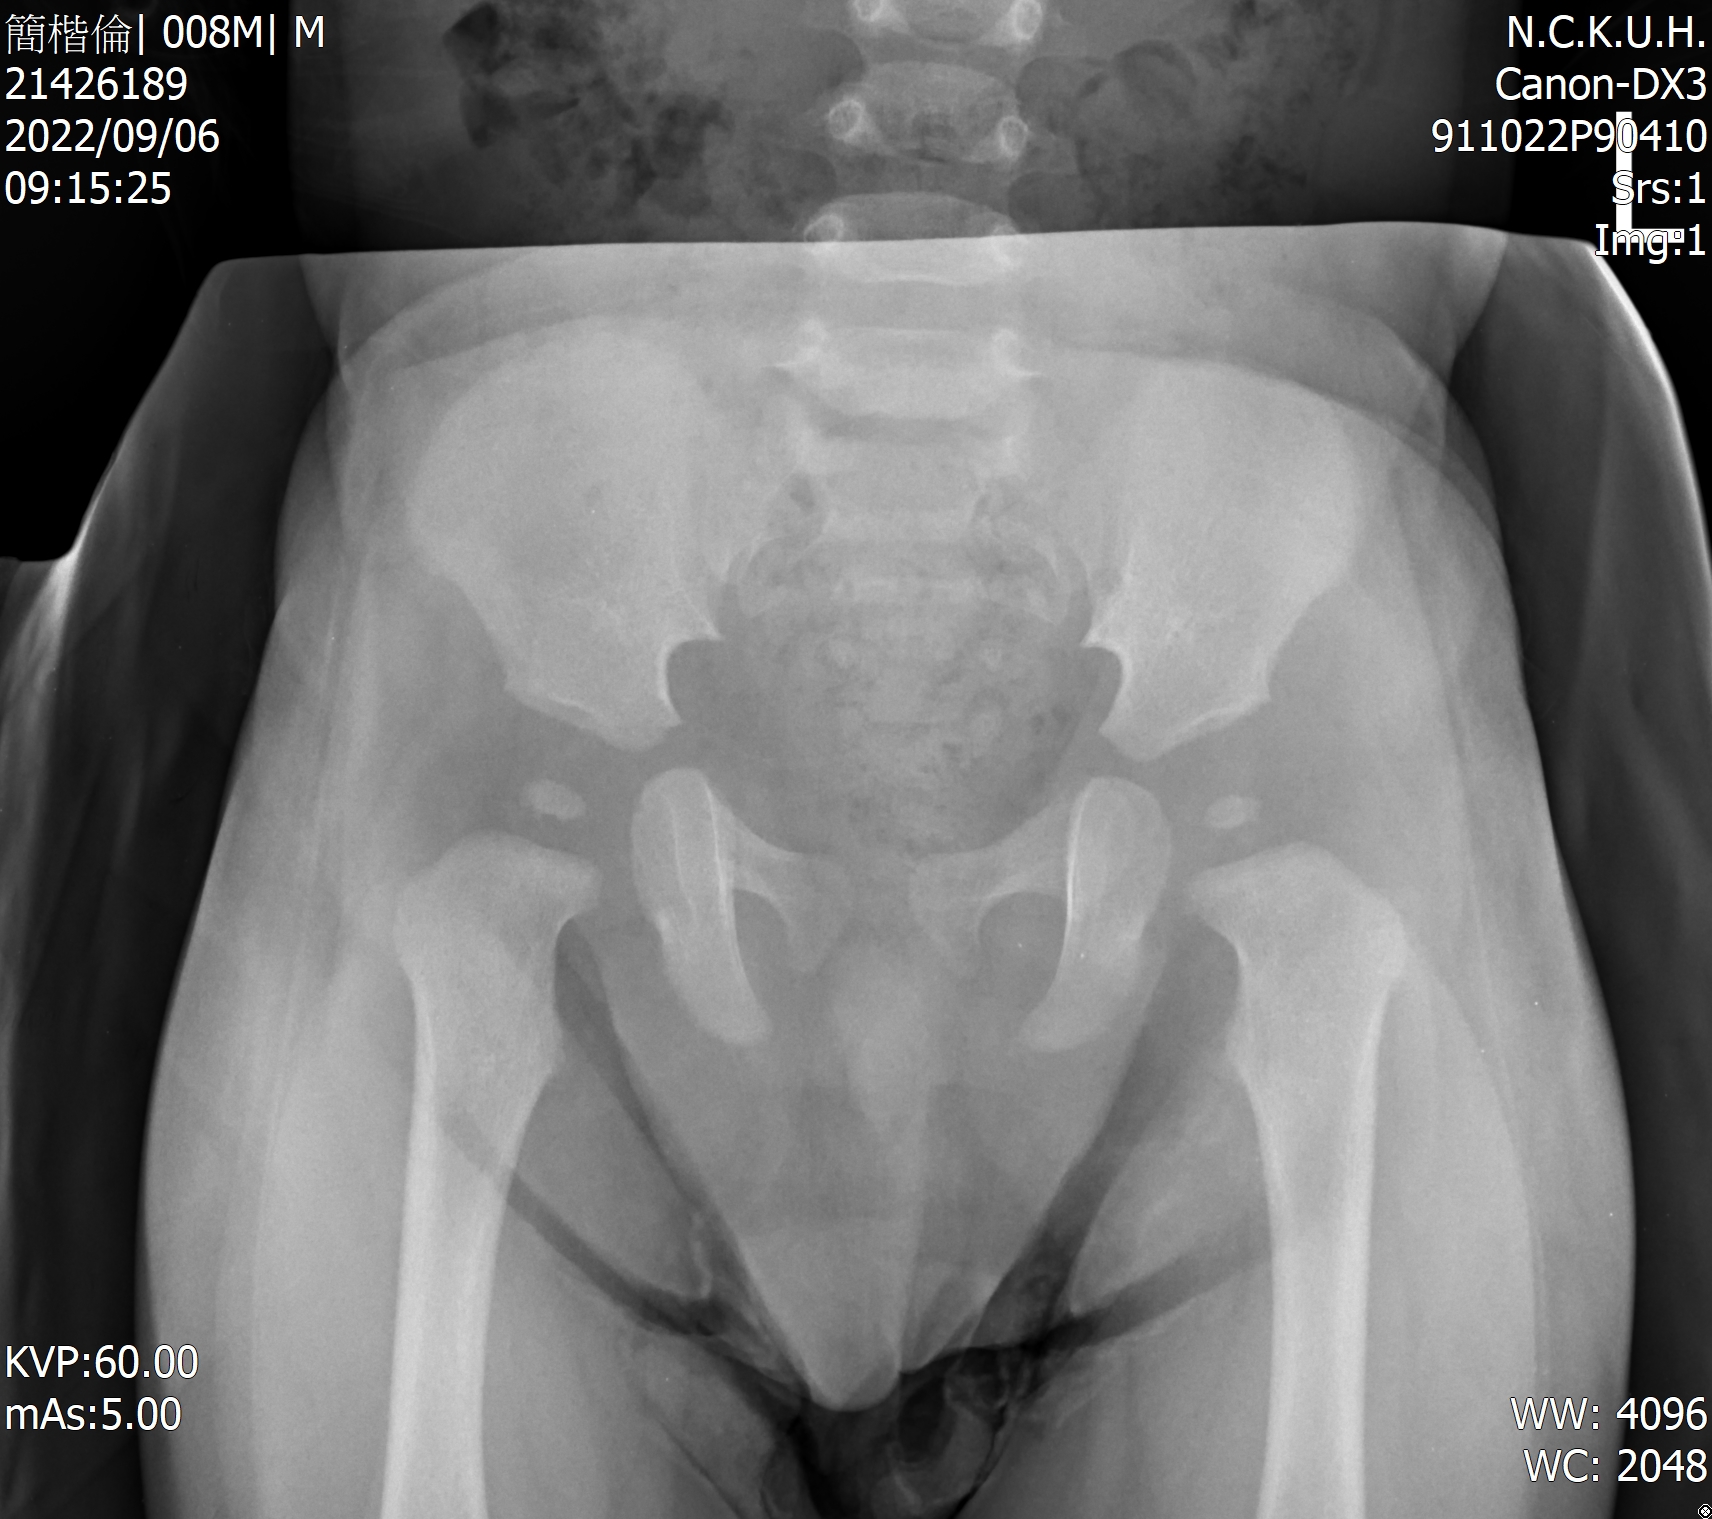 簡楷倫| 008M| M
21426189
2022/09/06
09:15:25
N.C.K.U.H.
Canon-DX3
911022P90410
Srs:1
Img:1
L
KVP:60.00
mAs:5.00
WW: 4096
WC: 2048